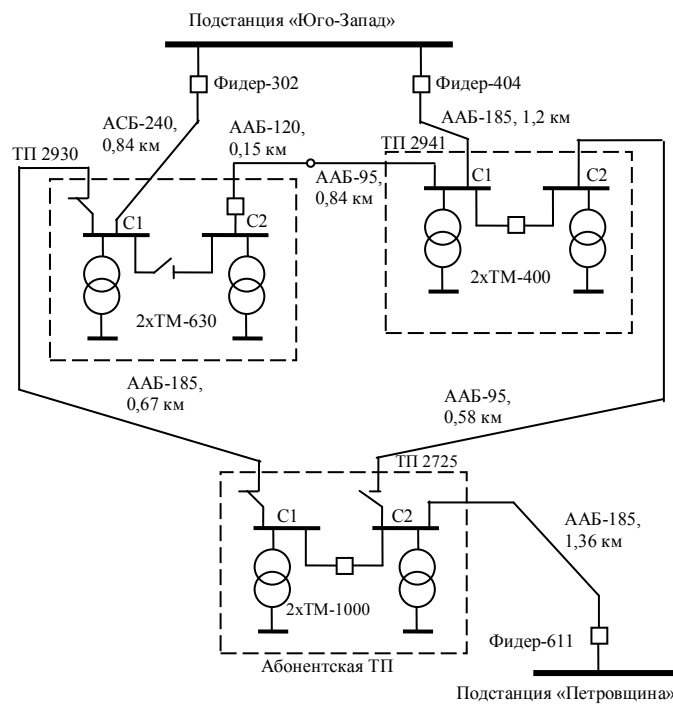 Подстанция «Юго-Запад»
Фидер-302
Фидер-404
АСБ-240,
0,84 км
ААБ-120,
0,15 км
ААБ-185, 1,2 км
ТП 2930
ТП 2941
ААБ-95,
0,84 км
С1
С2
С1
С2
2хТМ-630
2хТМ-400
ААБ-185,
0,67 км
ААБ-95,
0,58 км
ТП 2725
С1
С2
ААБ-185,
1,36 км
2хТМ-1000
Фидер-611
Абонентская ТП
Подстанция «Петровщина»